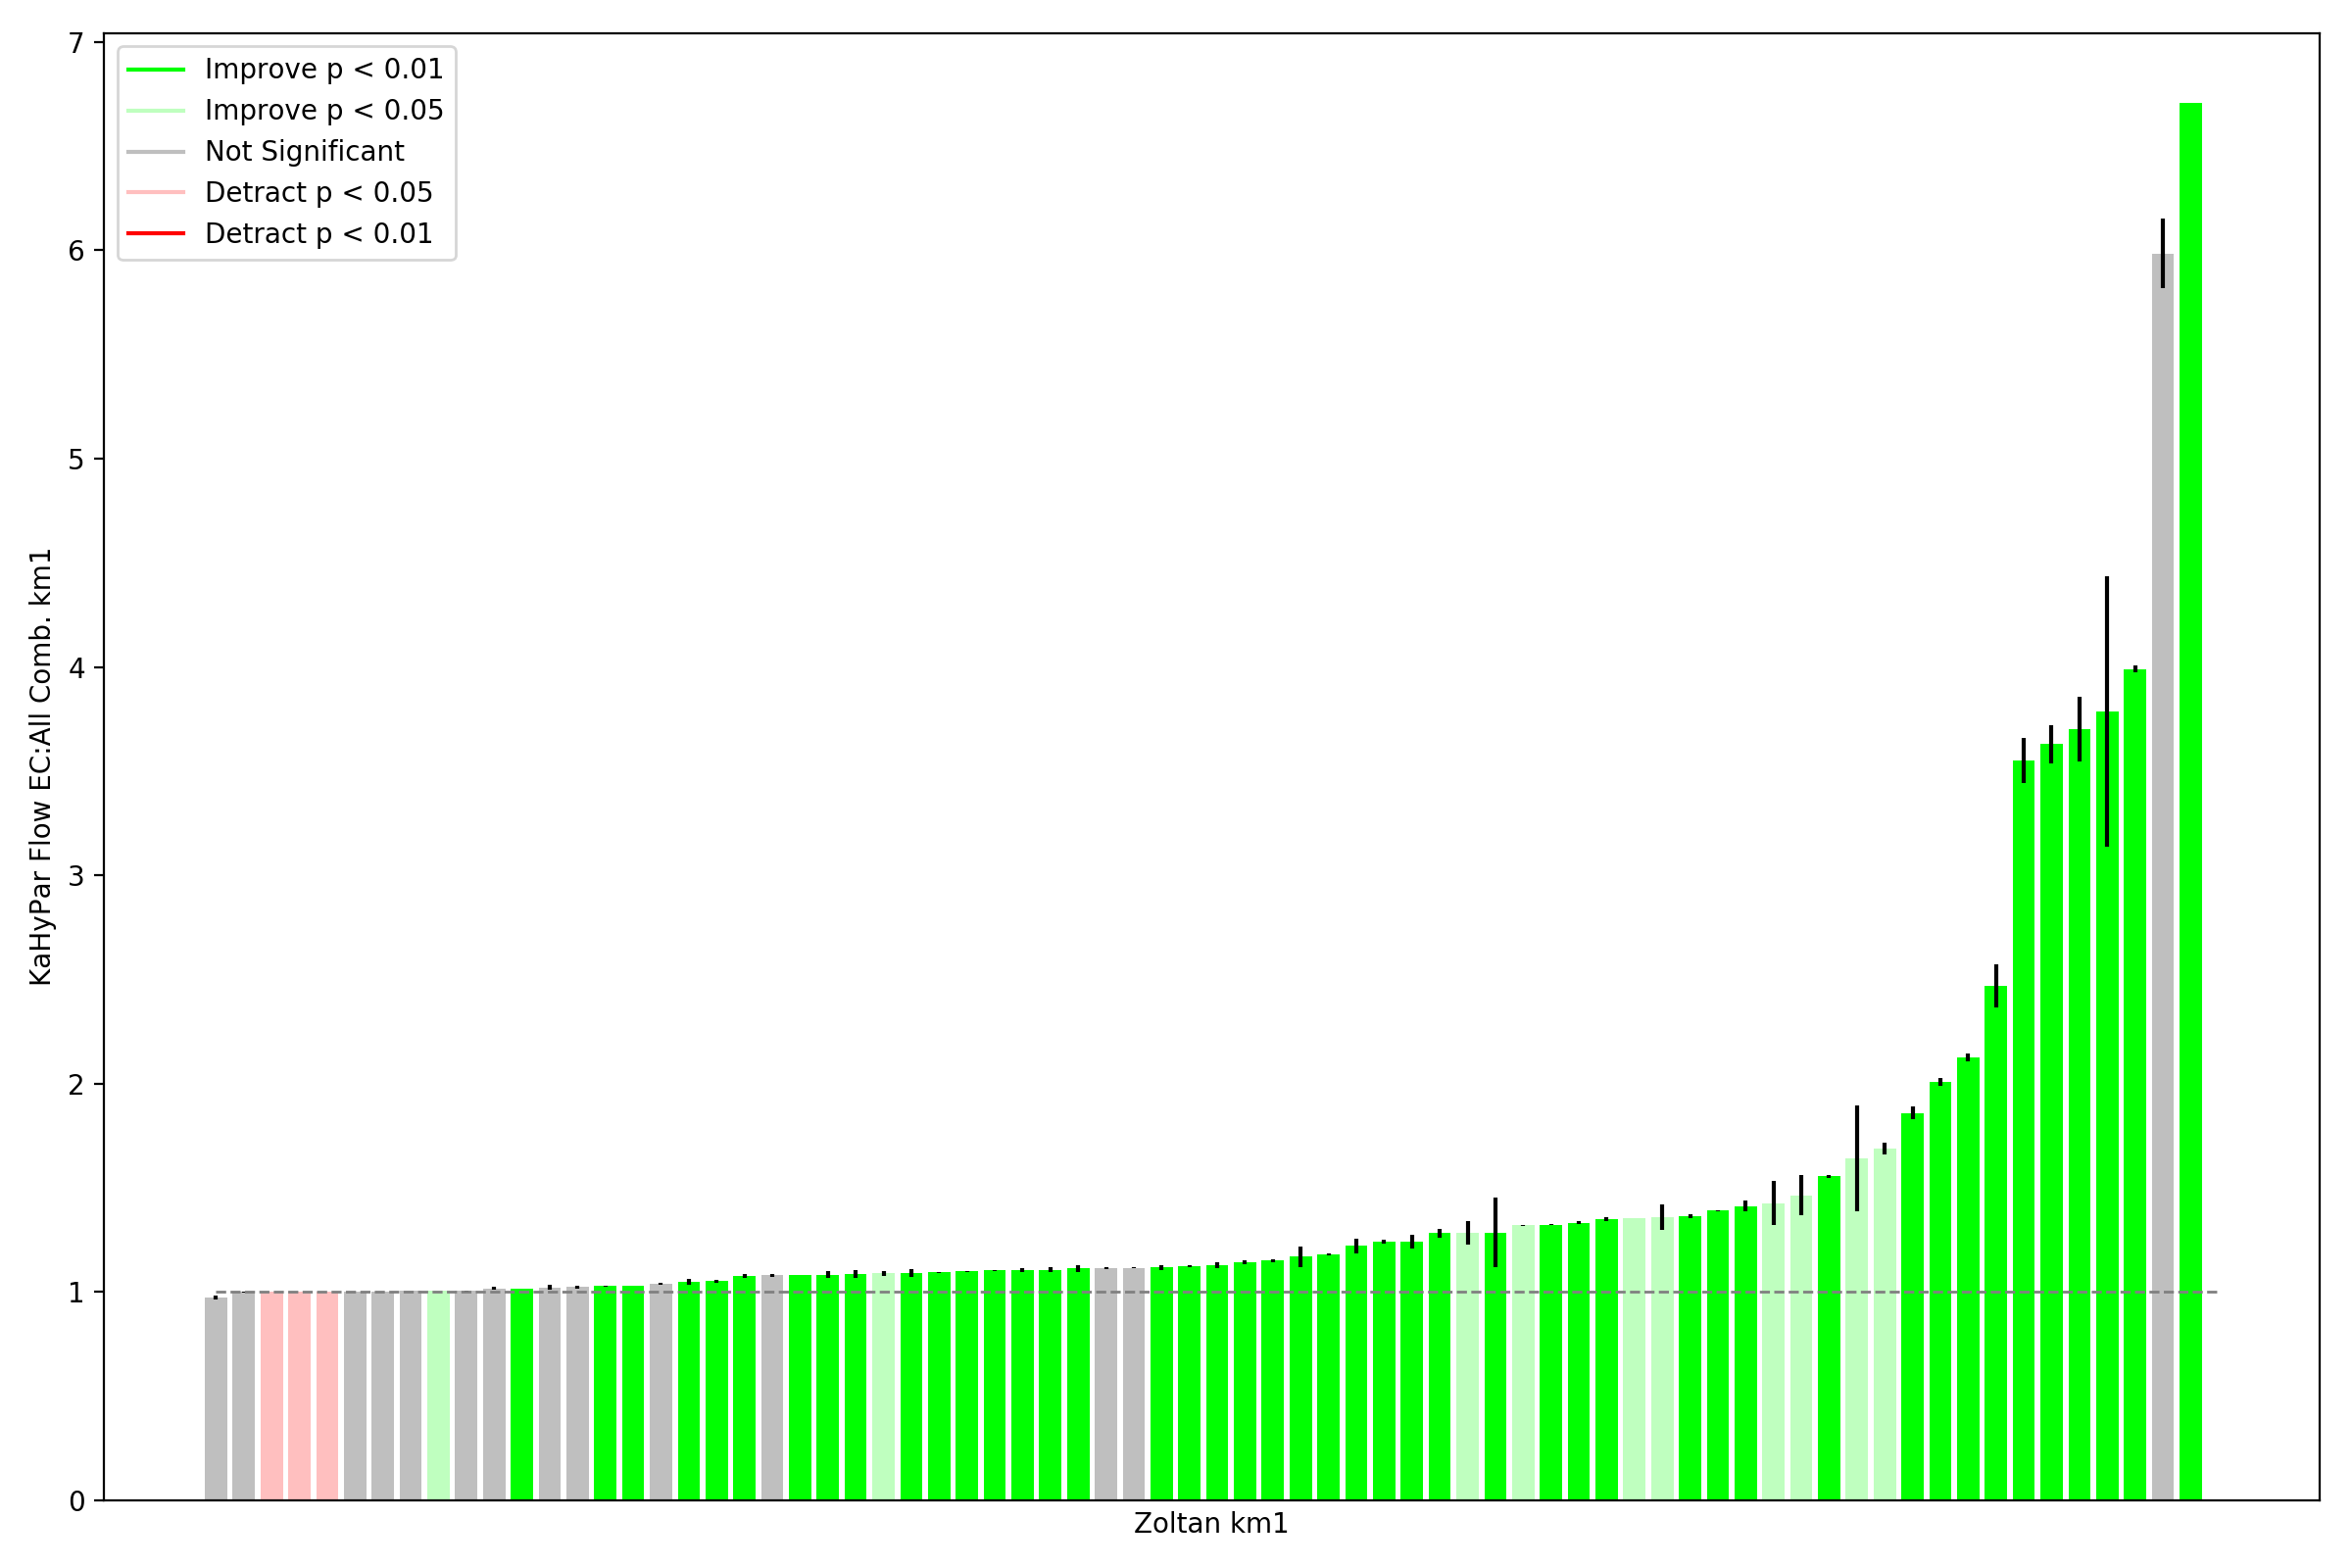 7
6
5
4
3
2
1
0
KaHyPar Flow EC:All Comb. km1
Improve p < 0.01
Improve p < 0.05
Not Significant
Detract p < 0.05
Detract p < 0.01
Zoltan km1